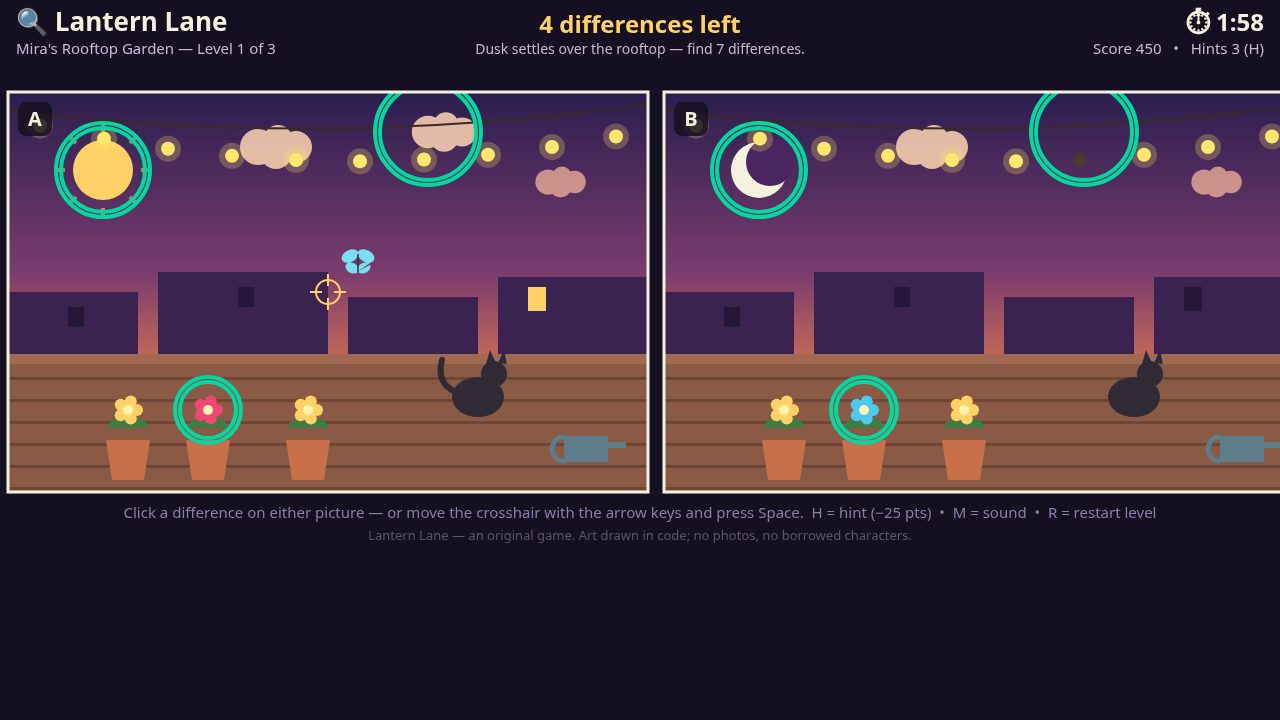 🔍 Lantern Lane
4 differences left
⏱ 1:58
Mira's Rooftop Garden — Level 1 of 3
Dusk settles over the rooftop — find 7 differences.
Score 450 • Hints 3 (H)
A
B
Click a difference on either picture — or move the crosshair with the arrow keys and press Space. H = hint (−25 pts) • M = sound • R = restart level
Lantern Lane — an original game. Art drawn in code; no photos, no borrowed characters.